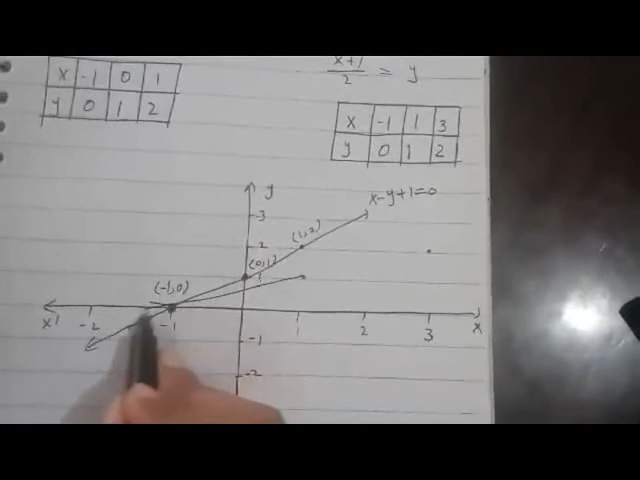 x -1 0 1
y 0 1 2
x+1
2 = y
x -1 1 3
y 0 1 2
y
x-y+1=0
3
(1,2)
2
(0,1)
1
(-1,0)
x' -2 -1 1 2 3 x
-1
-2